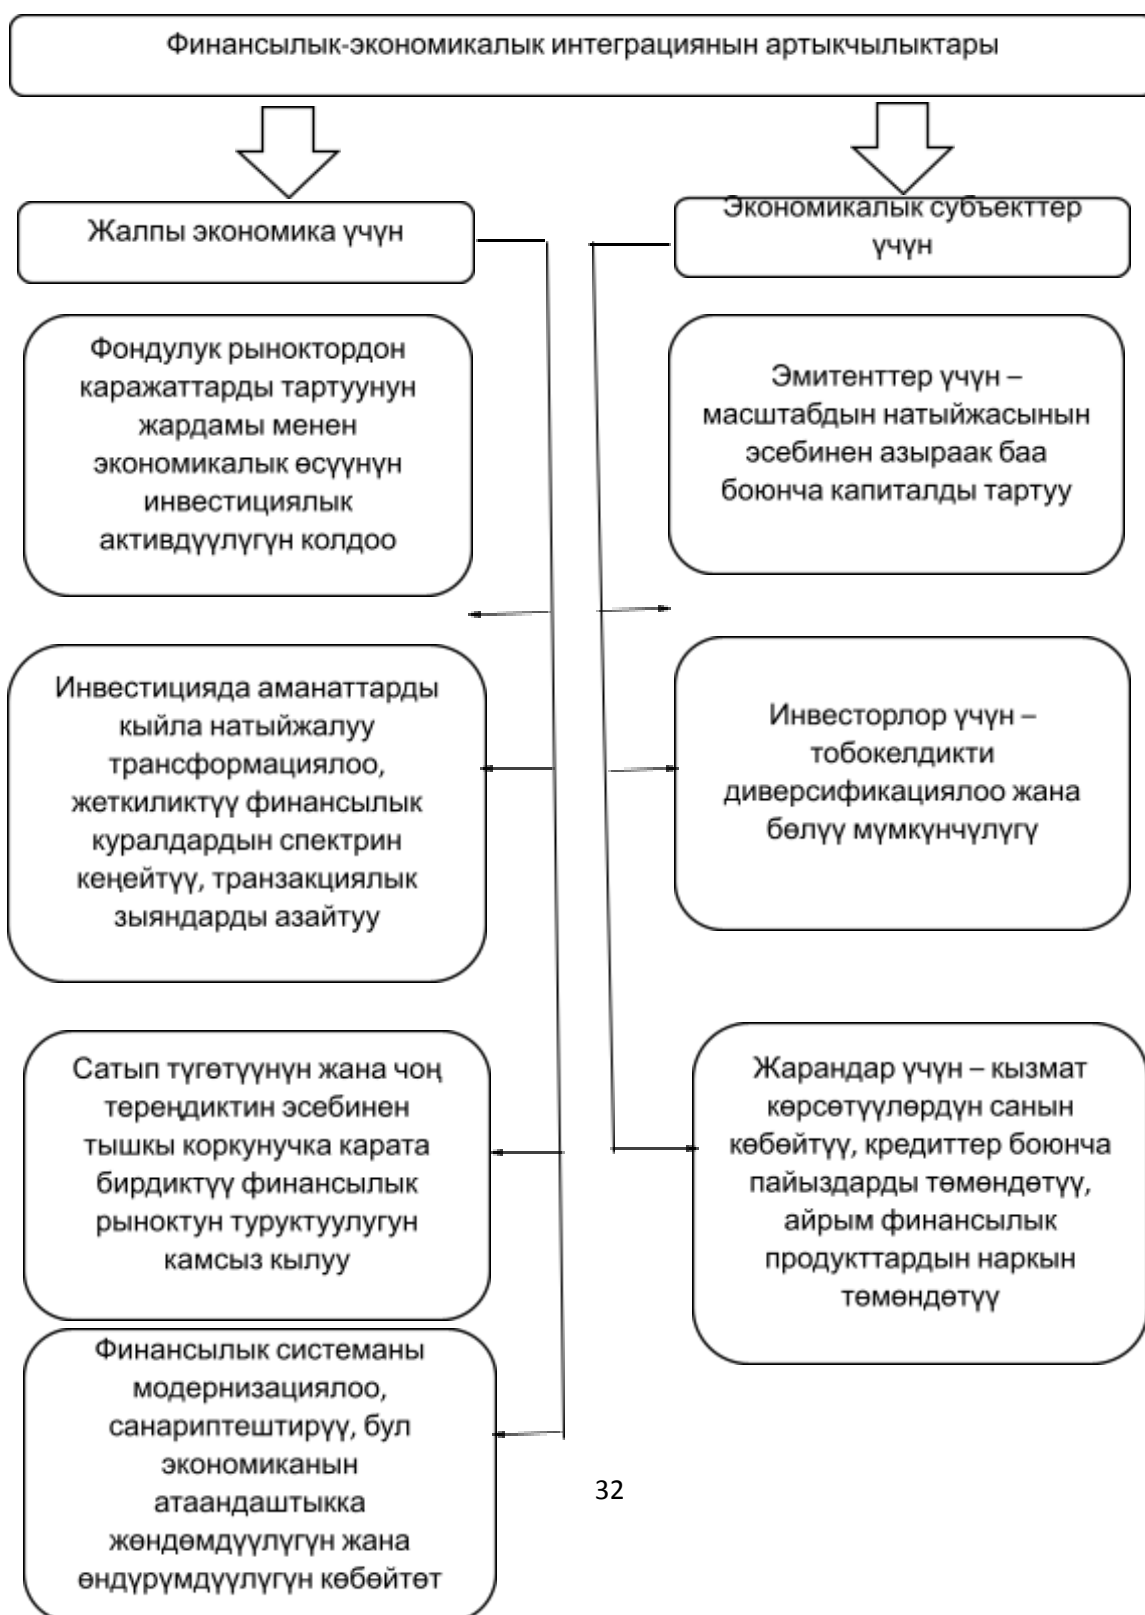 Финансылык-экономикалык интеграциянын артыкчылыктары
Жалпы экономика үчүн
Фондулук рыноктордон
каражаттарды тартуунун
жардамы менен
экономикалык өсүүнүн
инвестициялык
активдүүлүгүн колдоо
Инвестицияда аманаттарды
кыйла натыйжалуу
трансформациялоо,
жеткиликтүү финансылык
куралдардын спектрин
кеңейтүү, транзакциялык
зыяндарды азайтуу
Сатып түгөтүүнүн жана чоң
тереңдиктин эсебинен
тышкы коркунучка карата
бирдиктүү финансылык
рыноктун туруктуулугун
камсыз кылуу
Финансылык системаны
модернизациялоо,
санариптештирүү, бул
экономиканын
атаандаштыкка
жөндөмдүүлүгүн жана
өндүрүмдүүлүгүн көбөйтөт
Экономикалык субъекттер
үчүн
Эмитенттер үчүн –
масштабдын натыйжасынын
эсебинен азыраак баа
боюнча капиталды тартуу
Инвесторлор үчүн –
тобокелдикти
диверсификациялоо жана
бөлүү мүмкүнчүлүгү
Жарандар үчүн – кызмат
көрсөтүүлөрдүн санын
көбөйтүү, кредиттер боюнча
пайыздарды төмөндөтүү,
айрым финансылык
продукттардын наркын
төмөндөтүү
32